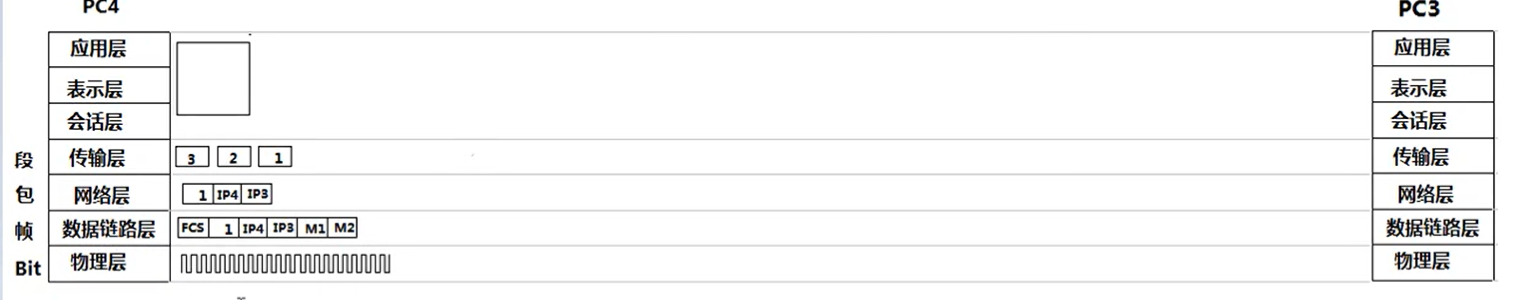 PC4 PC3
应用层 应用层
表示层 表示层
会话层 会话层
段 传输层 3 2 1 传输层
包 网络层 1 IP4 IP3 网络层
帧 数据链路层 FCS 1 IP4 IP3 M1 M2 数据链路层
Bit 物理层 物理层